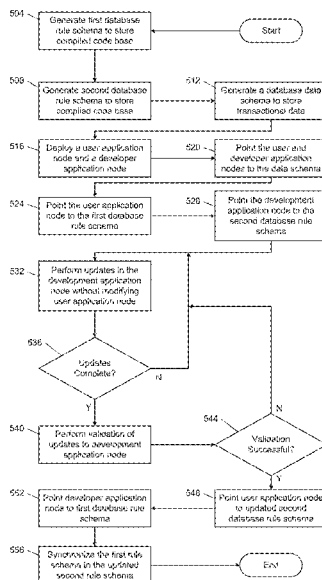 504
Generate first database
rule schema to store
compiled code base
Start
508
Generate second database
rule schema to store
compiled code base
512
Generate a database data
schema to store
transactional data
516
Deploy a user application
node and a developer
application node
520
Point the user and
developer application
nodes to the data schema
524
Point the user application
node to the first database
rule schema
528
Point the development
application node to the
second database rule
schema
532
Perform updates in the
development application
node without modifying
user application node
536
Updates
Complete?
N
Y
540
Perform validation of
updates to development
application node
544
N
Validation
Successful?
Y
552
Point developer application
node to first database rule
schema
548
Point user application node
to updated second
database rule schema
556
Synchronize the first rule
schema in the updated
second rule schema
End